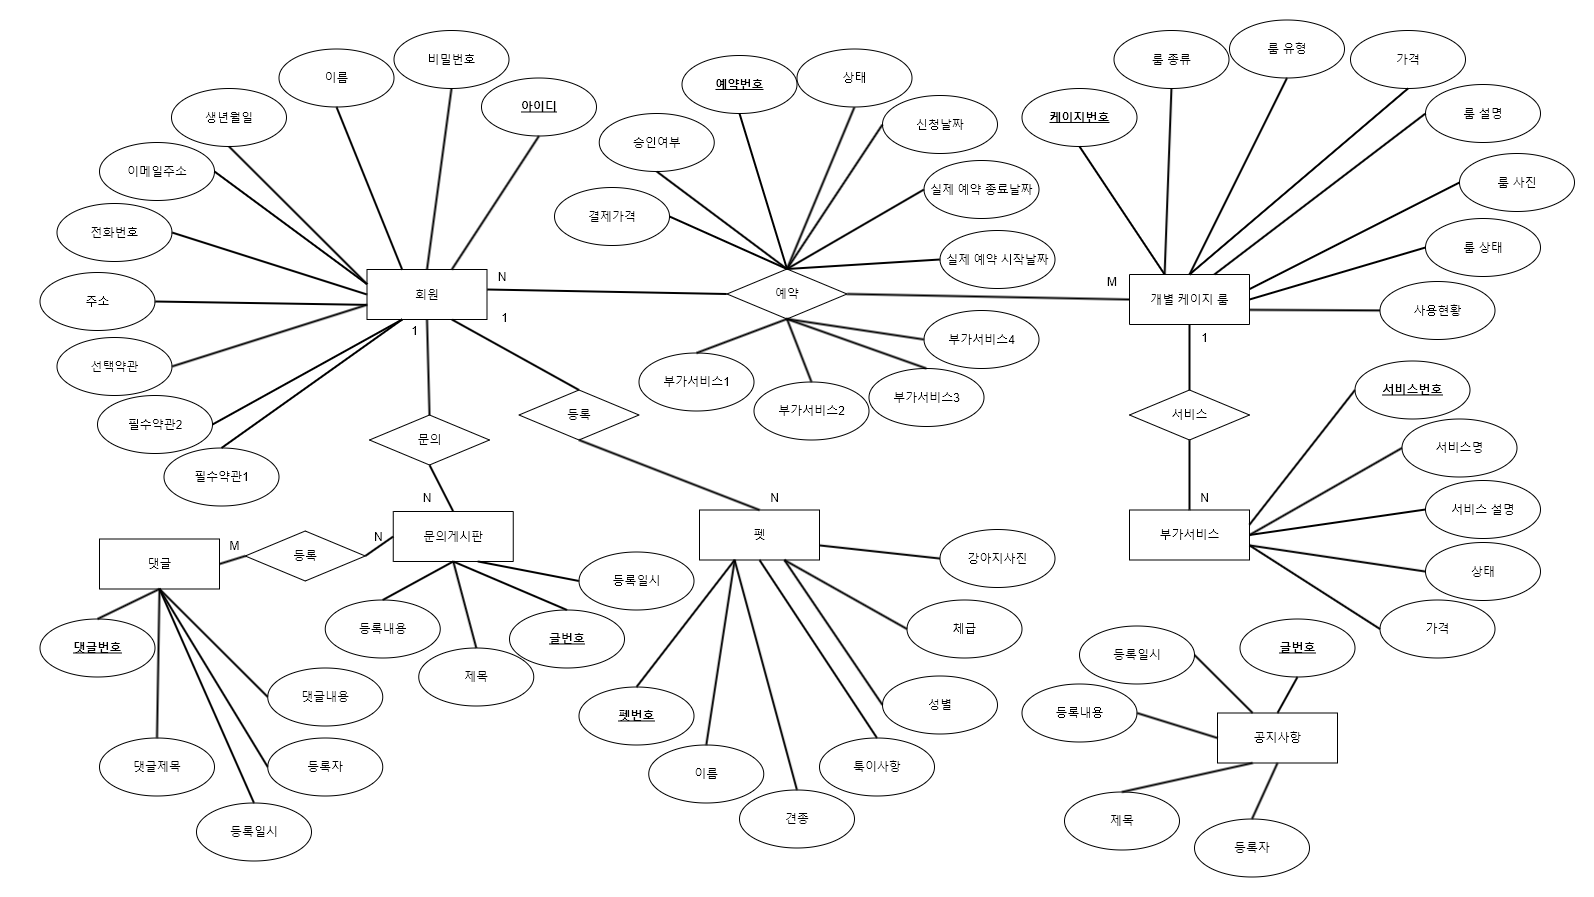 비밀번호
이름
아이디
생년월일
이메일주소
전화번호
주소
선택약관
필수약관2
필수약관1
회원
N
1
1
예약번호
상태
승인여부
신청날짜
결제가격
실제 예약 종료날짜
실제 예약 시작날짜
예약
부가서비스1
부가서비스2
부가서비스3
부가서비스4
M
룸 종류
룸 유형
가격
케이지번호
룸 설명
룸 사진
룸 상태
사용현황
개별 케이지 룸
1
서비스
N
부가서비스
서비스번호
서비스명
서비스 설명
상태
가격
문의
등록
N
N
문의게시판
등록일시
등록내용
글번호
제목
N
M
등록
댓글
댓글번호
댓글내용
댓글제목
등록자
등록일시
펫
강아지사진
체급
성별
펫번호
이름
견종
특이사항
글번호
등록일시
등록내용
공지사항
제목
등록자